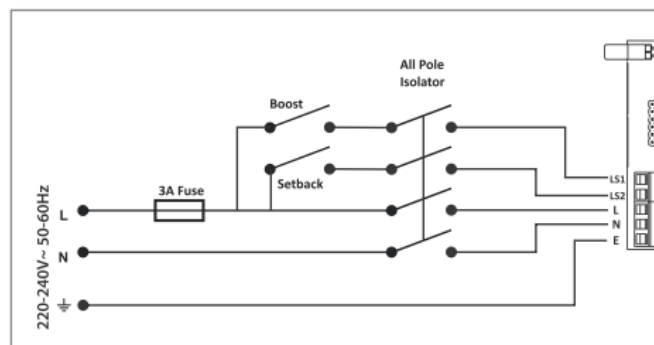 All Pole
Isolator
Boost
Setback
3A Fuse
220-240V~ 50-60Hz
L
N
LS1
LS2
L
N
E